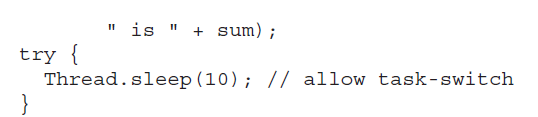 " is " + sum);
try {
Thread.sleep(10); // allow task-switch
}